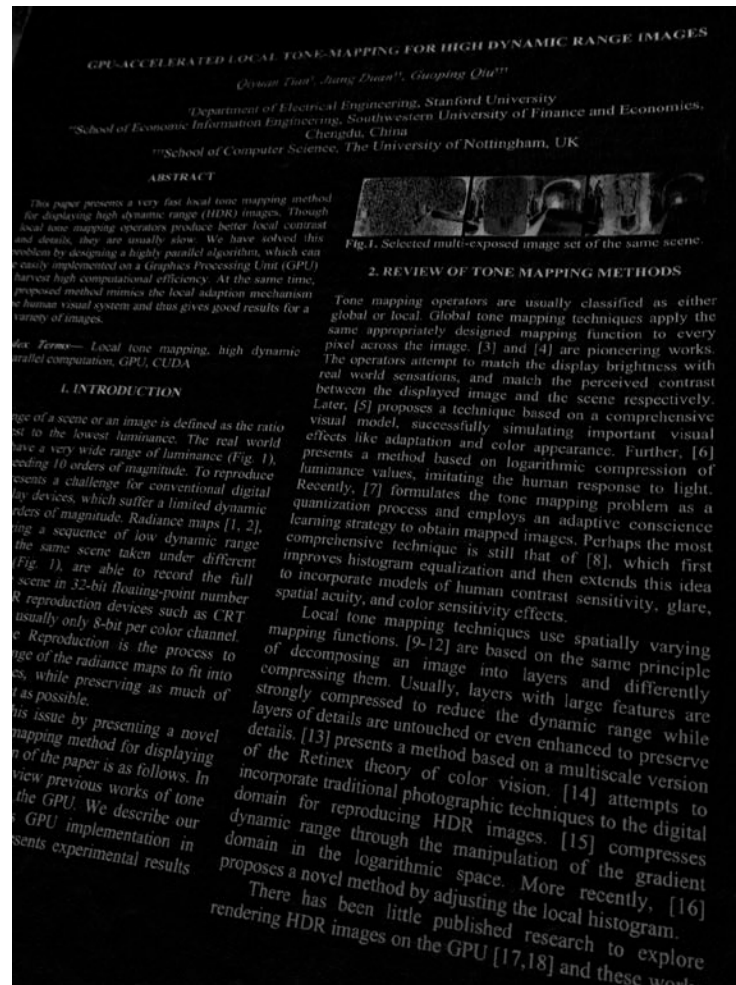 GPU-ACCELERATED LOCAL TONE-MAPPING FOR HIGH DYNAMIC RANGE IMAGES
Qiyuan Tian¹, Jiang Duan¹¹, Guoping Qiu¹¹¹
¹Department of Electrical Engineering, Stanford University
¹¹School of Economic Information Engineering, Southwestern University of Finance and Economics,
Chengdu, China
¹¹¹School of Computer Science, The University of Nottingham, UK
ABSTRACT
This paper presents a very fast local tone mapping method
for displaying high dynamic range (HDR) images. Though
local tone mapping operators produce better local contrast
and details, they are usually slow. We have solved this
problem by designing a highly parallel algorithm, which can
easily implemented on a Graphics Processing Unit (GPU)
harvest high computational efficiency. At the same time,
proposed method mimics the local adaption mechanism
human visual system and thus gives good results for a
variety of images.
Terms— Local tone mapping, high dynamic
parallel computation, GPU, CUDA
1. INTRODUCTION
of a scene or an image is defined as the ratio
to the lowest luminance. The real world
have a very wide range of luminance (Fig. 1),
10 orders of magnitude. To reproduce
a challenge for conventional digital
devices, which suffer a limited dynamic
orders of magnitude. Radiance maps [1, 2],
a sequence of low dynamic range
the same scene taken under different
(Fig. 1), are able to record the full
scene in 32-bit floating-point number
reproduction devices such as CRT
usually only 8-bit per color channel.
Reproduction is the process to
of the radiance maps to fit into
while preserving as much of
as possible.
this issue by presenting a novel
mapping method for displaying
of the paper is as follows. In
previous works of tone
the GPU. We describe our
GPU implementation in
experimental results
Fig.1. Selected multi-exposed image set of the same scene.
2. REVIEW OF TONE MAPPING METHODS
Tone mapping operators are usually classified as either
global or local. Global tone mapping techniques apply the
same appropriately designed mapping function to every
pixel across the image. [3] and [4] are pioneering works.
The operators attempt to match the display brightness with
real world sensations, and match the perceived contrast
between the displayed image and the scene respectively.
Later, [5] proposes a technique based on a comprehensive
visual model, successfully simulating important visual
effects like adaptation and color appearance. Further, [6]
presents a method based on logarithmic compression of
luminance values, imitating the human response to light.
Recently, [7] formulates the tone mapping problem as a
quantization process and employs an adaptive conscience
learning strategy to obtain mapped images. Perhaps the most
comprehensive technique is still that of [8], which first
improves histogram equalization and then extends this idea
to incorporate models of human contrast sensitivity, glare,
spatial acuity, and color sensitivity effects.
Local tone mapping techniques use spatially varying
mapping functions. [9-12] are based on the same principle
of decomposing an image into layers and differently
compressing them. Usually, layers with large features are
strongly compressed to reduce the dynamic range while
layers of details are untouched or even enhanced to preserve
details. [13] presents a method based on a multiscale version
of the Retinex theory of color vision. [14] attempts to
incorporate traditional photographic techniques to the digital
domain for reproducing HDR images. [15] compresses
dynamic range through the manipulation of the gradient
domain in the logarithmic space. More recently, [16]
proposes a novel method by adjusting the local histogram.
There has been little published research to explore
rendering HDR images on the GPU [17,18] and these